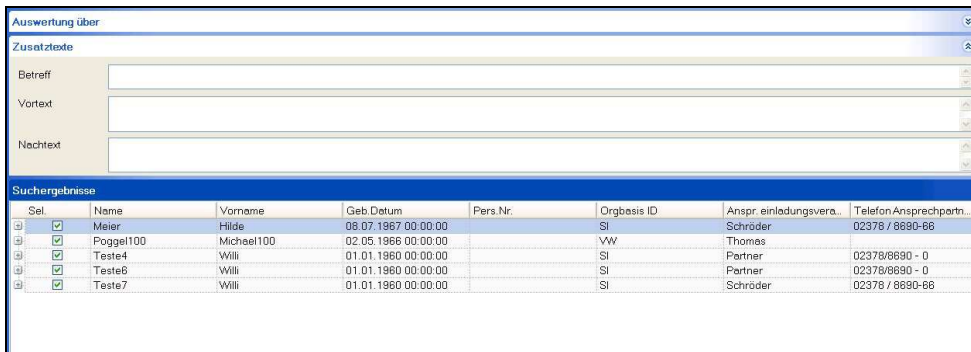 Auswertung über
Zusatztexte
Betreff
Vortext
Nachtext
Suchergebnisse
Sel. Name Vorname Geb.Datum Pers.Nr. Orgbasis ID Anspr. einladungsvera... Telefon Ansprechpartn...
Meier Hilde 08.07.1967 00:00:00 SI Schröder 02378 / 8690-66
Poggel100 Michael100 02.05.1966 00:00:00 VW Thomas
Teste4 Willi 01.01.1960 00:00:00 SI Partner 02378/8690 - 0
Teste6 Willi 01.01.1960 00:00:00 SI Partner 02378/8690 - 0
Teste7 Willi 01.01.1960 00:00:00 SI Schröder 02378 / 8690-66